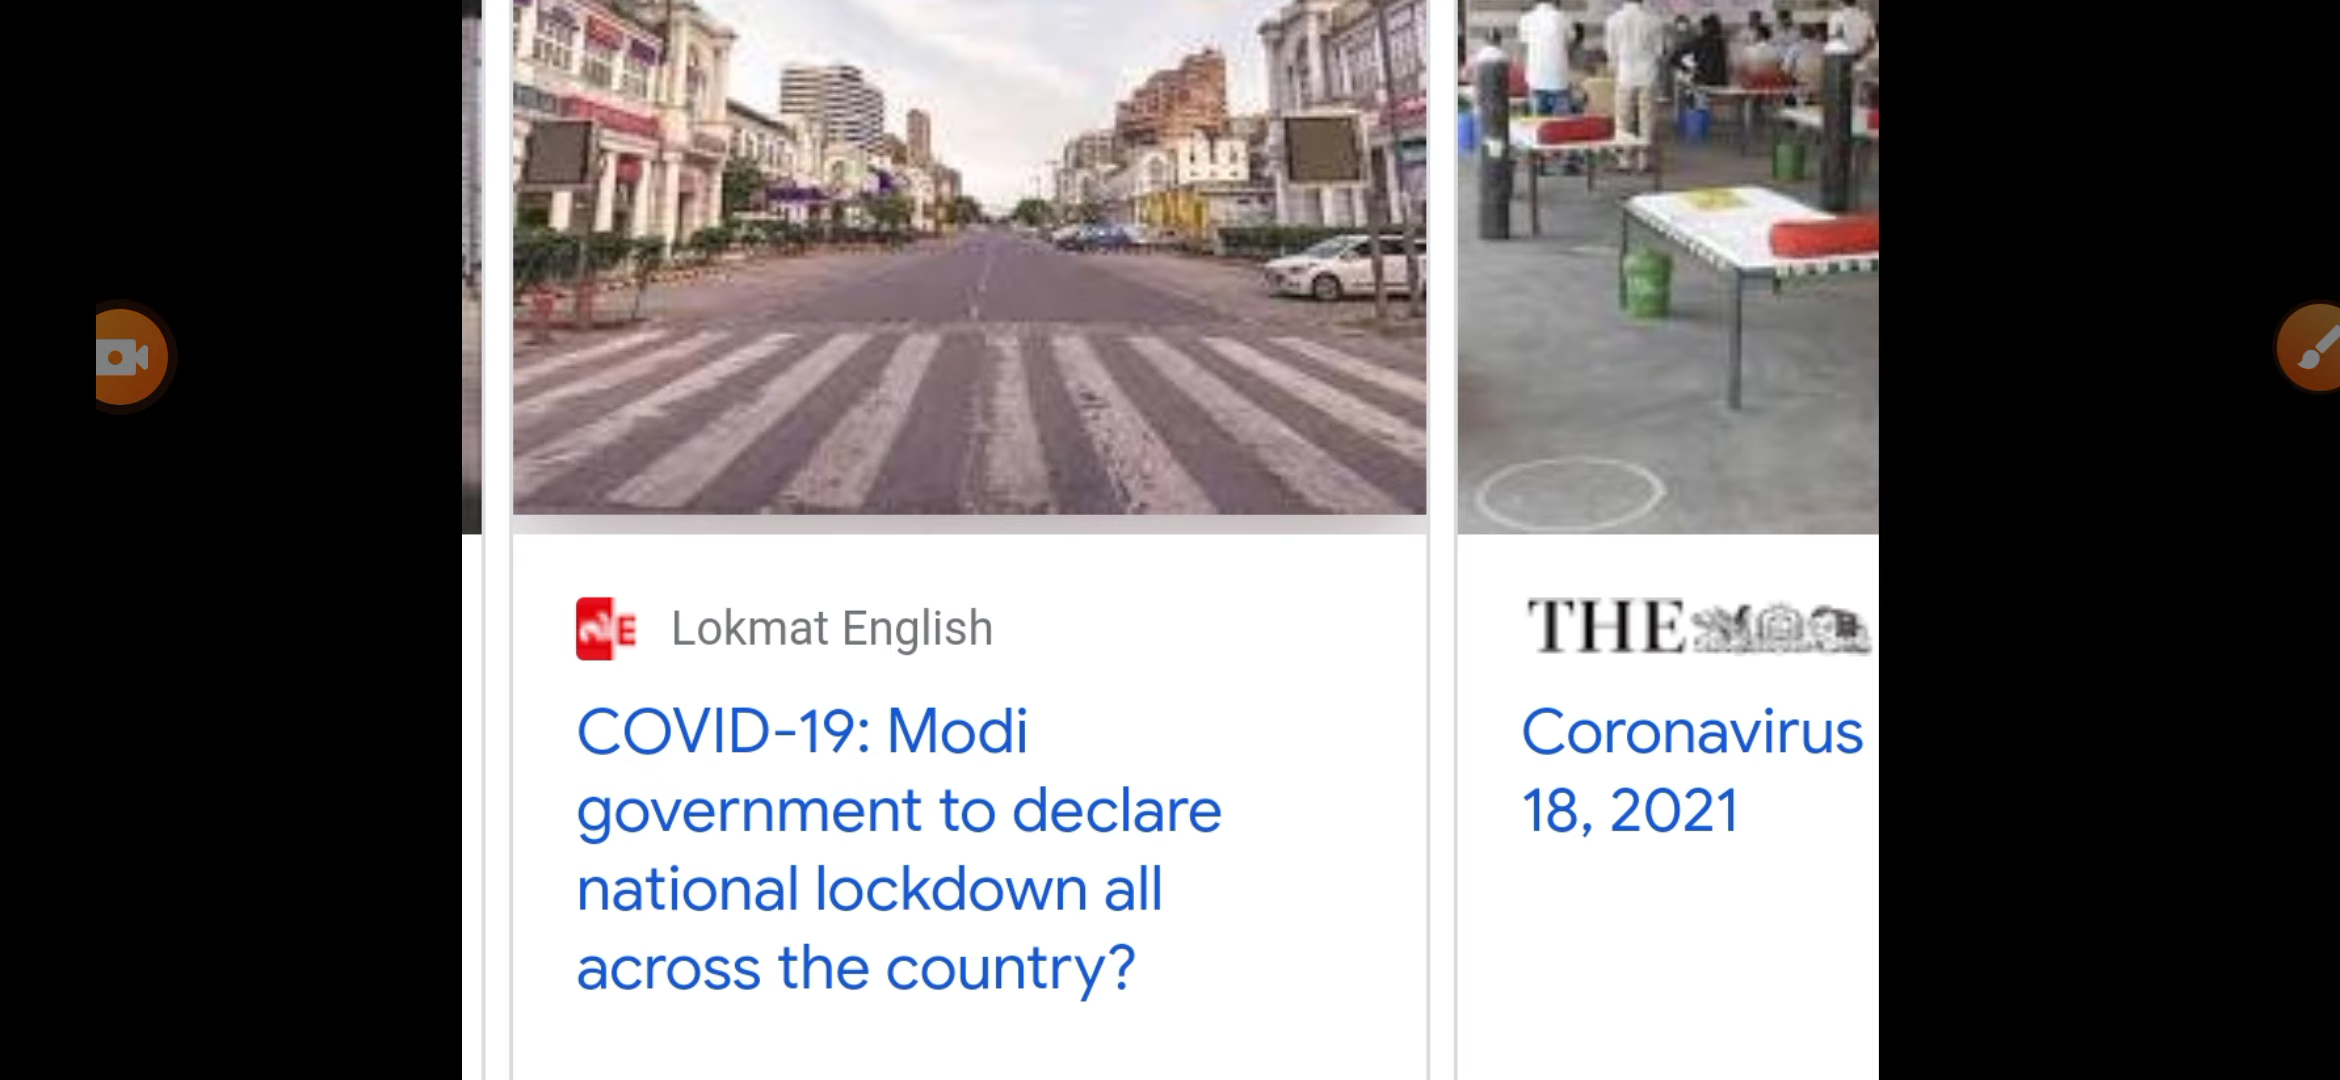 Lokmat English
COVID-19: Modi
government to declare
national lockdown all
across the country?
THE
Coronavirus
18, 2021